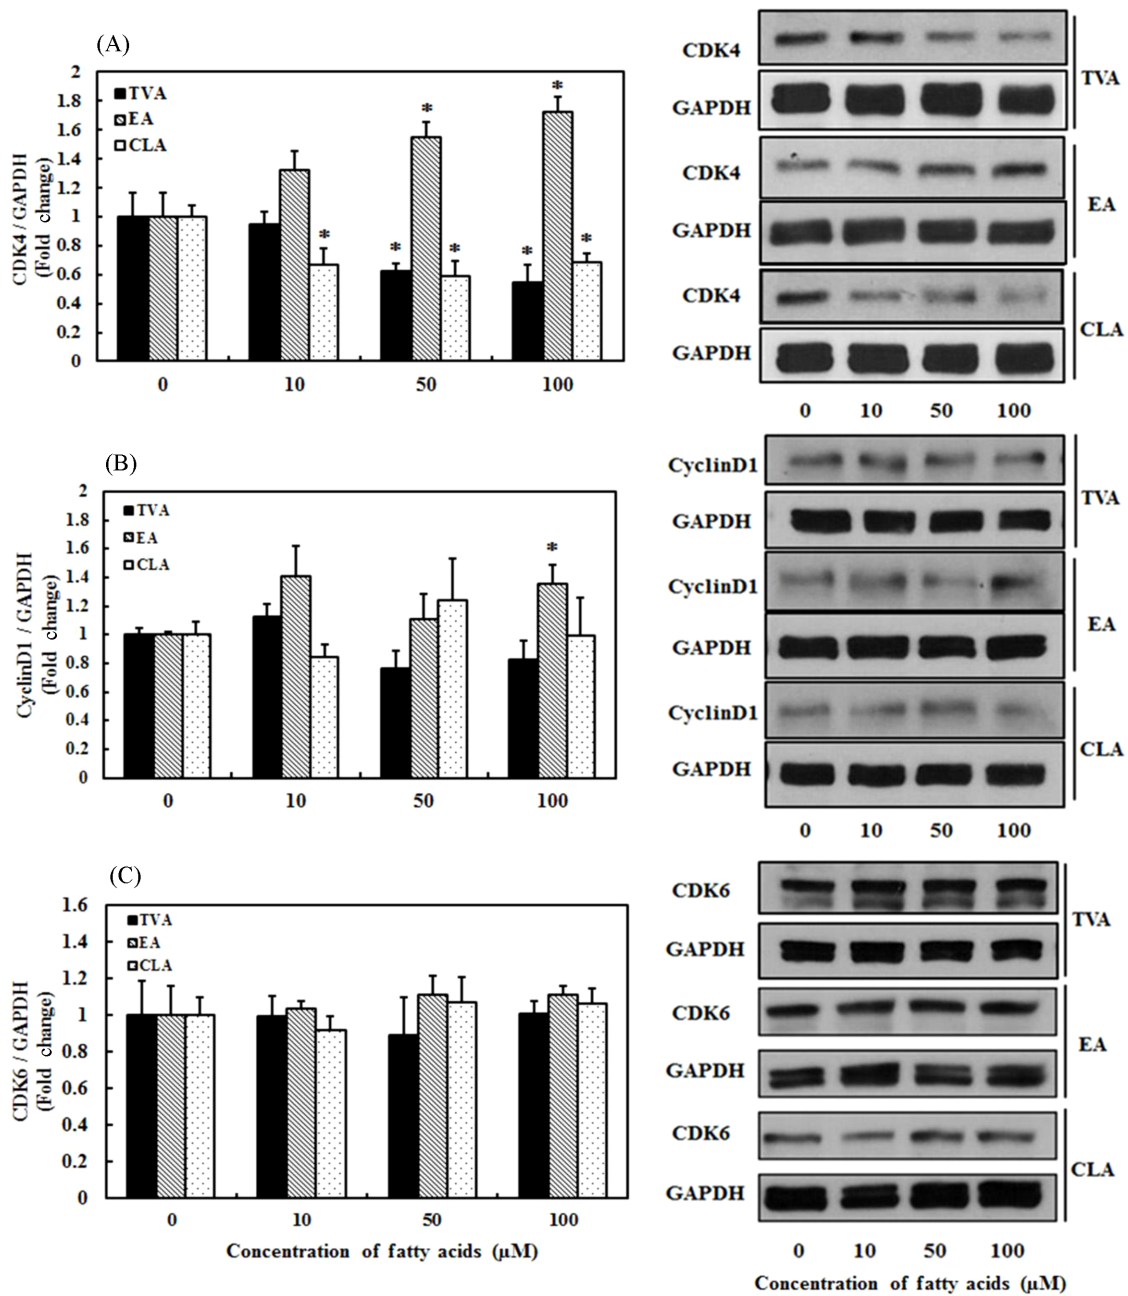 (A)
CDK4 / GAPDH
(Fold change)
2
1.8
1.6
1.4
1.2
1
0.8
0.6
0.4
0.2
0
TVA
EA
CLA
* * * * * * *
0 10 50 100
CDK4
GAPDH
TVA
CDK4
GAPDH
EA
CDK4
GAPDH
CLA
0 10 50 100
(B)
CyclinD1 / GAPDH
(Fold change)
2
1.8
1.6
1.4
1.2
1
0.8
0.6
0.4
0.2
0
TVA
EA
CLA
*
0 10 50 100
CyclinD1
GAPDH
TVA
CyclinD1
GAPDH
EA
CyclinD1
GAPDH
CLA
0 10 50 100
(C)
CDK6 / GAPDH
(Fold change)
1.6
1.4
1.2
1
0.8
0.6
0.4
0.2
0
TVA
EA
CLA
0 10 50 100
Concentration of fatty acids (µM)
CDK6
GAPDH
TVA
CDK6
GAPDH
EA
CDK6
GAPDH
CLA
0 10 50 100
Concentration of fatty acids (µM)